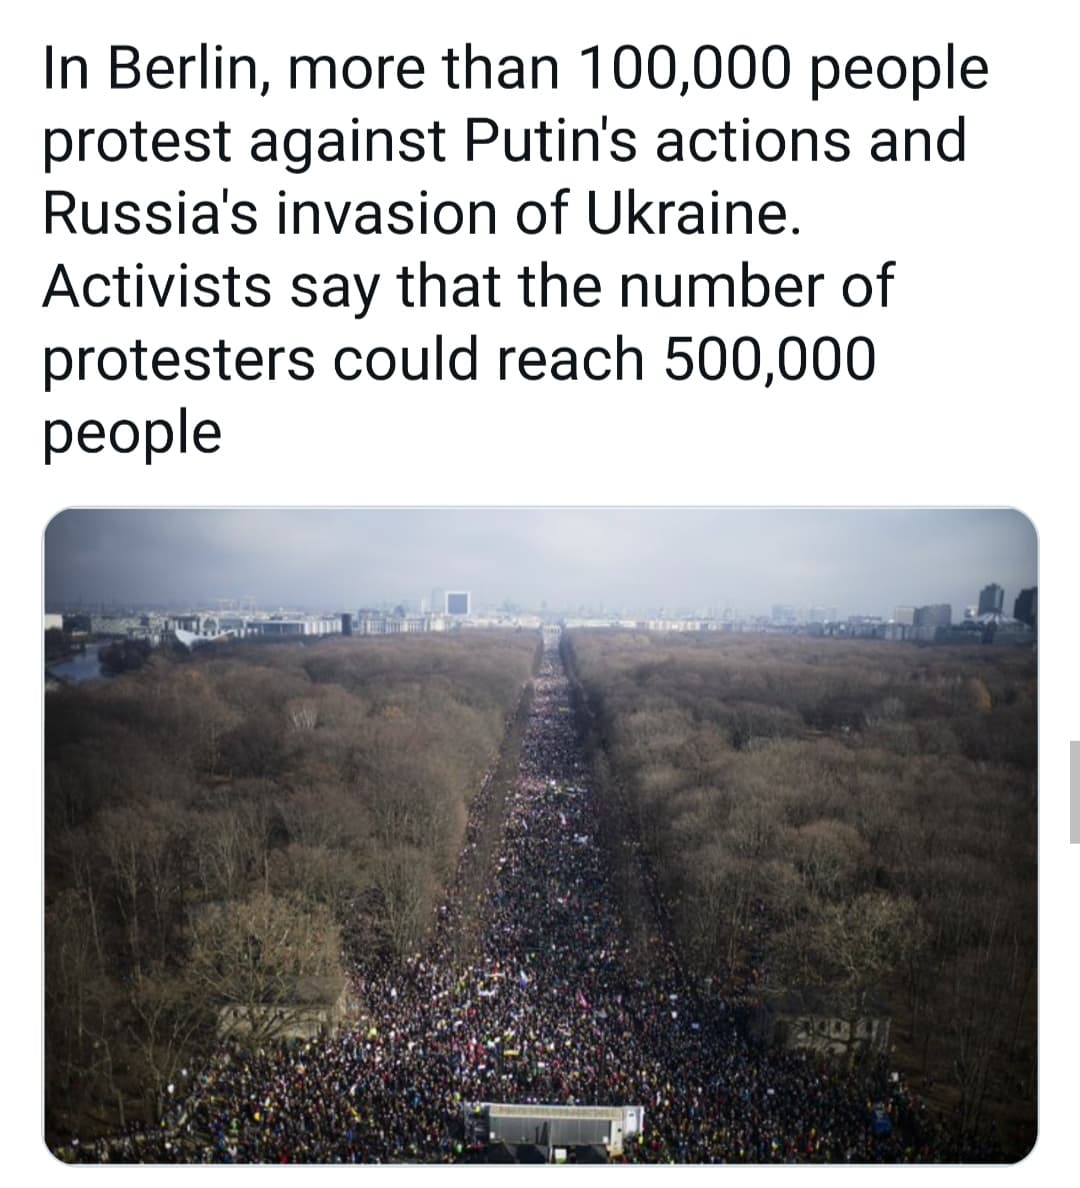 In Berlin, more than 100,000 people
protest against Putin's actions and
Russia's invasion of Ukraine.
Activists say that the number of
protesters could reach 500,000
people